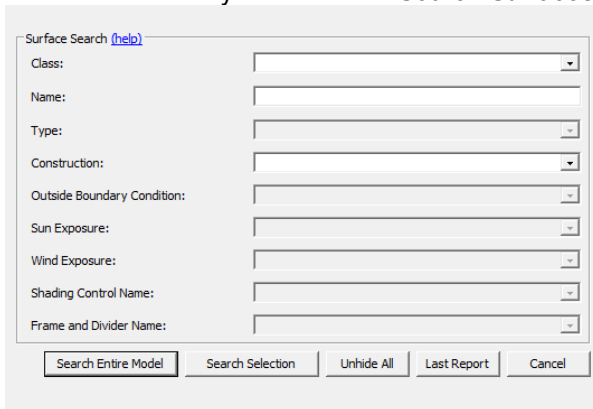 Surface Search (help)
Class:
Name:
Type:
Construction:
Outside Boundary Condition:
Sun Exposure:
Wind Exposure:
Shading Control Name:
Frame and Divider Name:
Search Entire Model Search Selection Unhide All Last Report Cancel